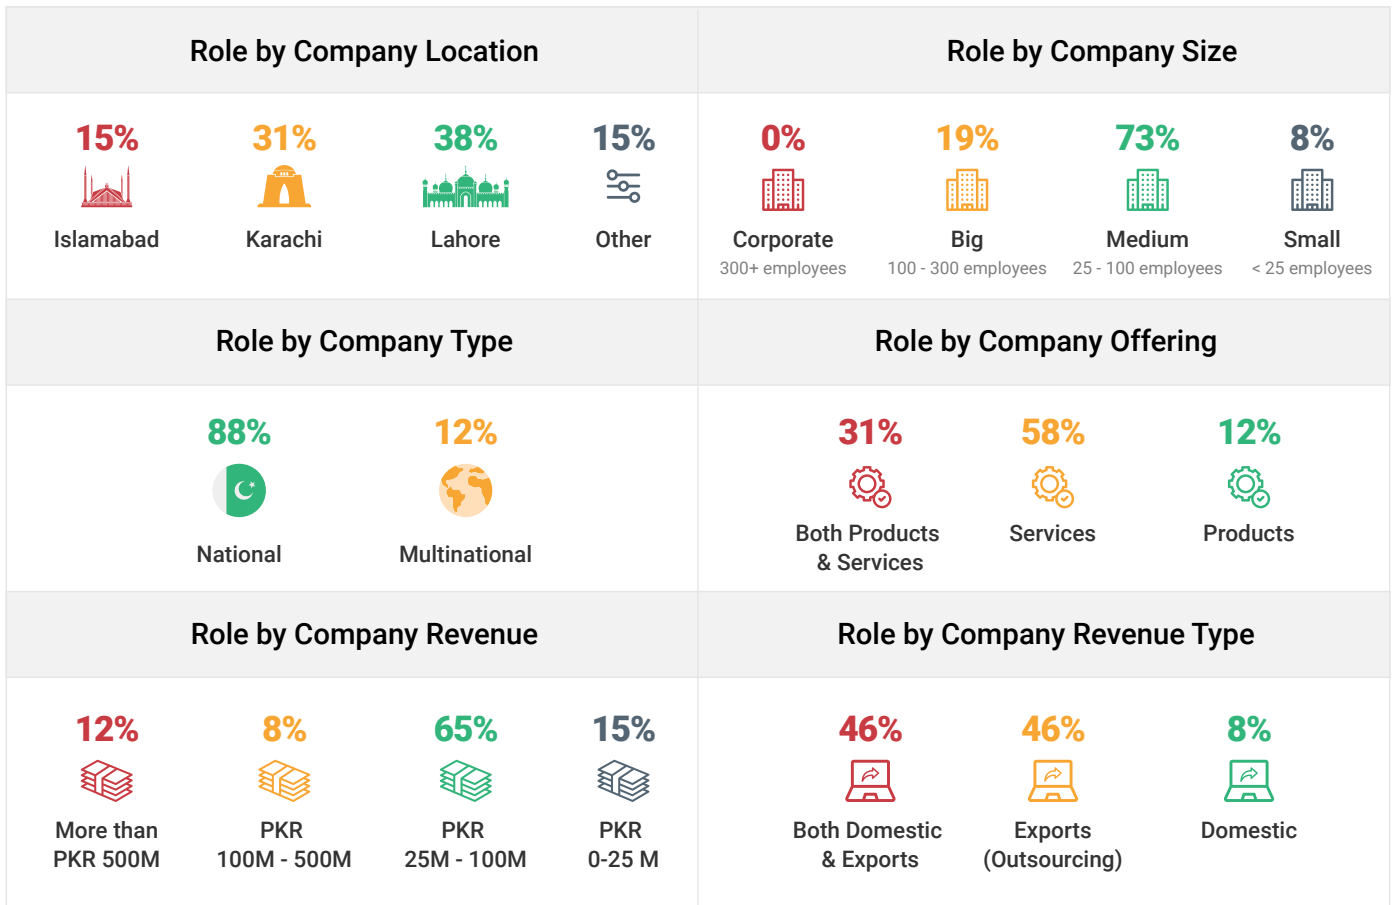 Role by Company Location
15%
31%
38%
15%
Islamabad
Karachi
Lahore
Other
Role by Company Size
0%
19%
73%
8%
Corporate
Big
Medium
Small
300+ employees
100 - 300 employees
25 - 100 employees
< 25 employees
Role by Company Type
88%
12%
National
Multinational
Role by Company Offering
31%
58%
12%
Both Products
& Services
Services
Products
Role by Company Revenue
12%
8%
65%
15%
More than
PKR 500M
PKR
100M - 500M
PKR
25M - 100M
PKR
0-25 M
Role by Company Revenue Type
46%
46%
8%
Both Domestic
& Exports
Exports
(Outsourcing)
Domestic